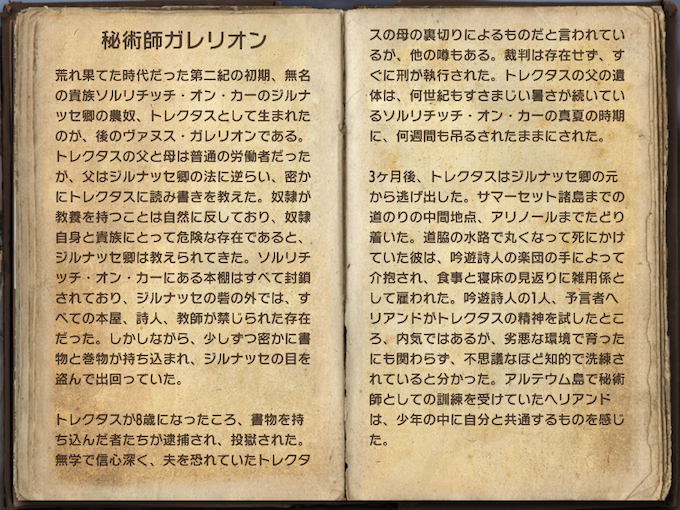 秘術師ガレリオン
荒れ果てた時代だった第二紀の初期、無名
の貴族ソルリチッチ・オン・カーのジルナ
ッセ卿の農奴、トレクタスとして生まれた
のが、後のヴァヌス・ガレリオンである。
トレクタスの父と母は普通の労働者だった
が、父はジルナッセ卿の法に逆らい、密か
にトレクタスに読み書きを教えた。奴隷が
教養を持つことは自然に反しており、奴隷
自身と貴族にとって危険な存在であると、
ジルナッセ卿は教えられてきた。ソルリチ
ッチ・オン・カーにある本棚はすべて封鎖
されており、ジルナッセの砦の外では、す
べての本屋、詩人、教師が禁じられた存在
だった。しかしながら、少しずつ密かに書
物と巻物が持ち込まれ、ジルナッセの目を
盗んで出回っていた。
トレクタスが8歳になったころ、書物を持
ち込んだ者たちが逮捕され、投獄された。
無学で信心深く、夫を恐れていたトレクタ
スの母の裏切りによるものだと言われてい
るが、他の噂もある。裁判は存在せず、す
ぐに刑が執行された。トレクタスの父の遺
体は、何世紀もすさまじい暑さが続いてい
るソルリチッチ・オン・カーの真夏の時期
に、何週間も吊るされたままにされた。
3ヶ月後、トレクタスはジルナッセ卿の元
から逃げ出した。サマーセット諸島までの
道のりの中間地点、アリノールまでたどり
着いた。道脇の水路で丸くなって死にかけ
ていた彼は、吟遊詩人の楽団の手によって
介抱され、食事と寝床の見返りに雑用係と
して雇われた。吟遊詩人の1人、予言者ヘ
リアンドがトレクタスの精神を試したとこ
ろ、内気ではあるが、劣悪な環境で育った
にも関わらず、不思議なほど知的で洗練さ
れていると分かった。アルテウム島で秘術
師としての訓練を受けていたヘリアンド
は、少年の中に自分と共通するものを感じ
た。